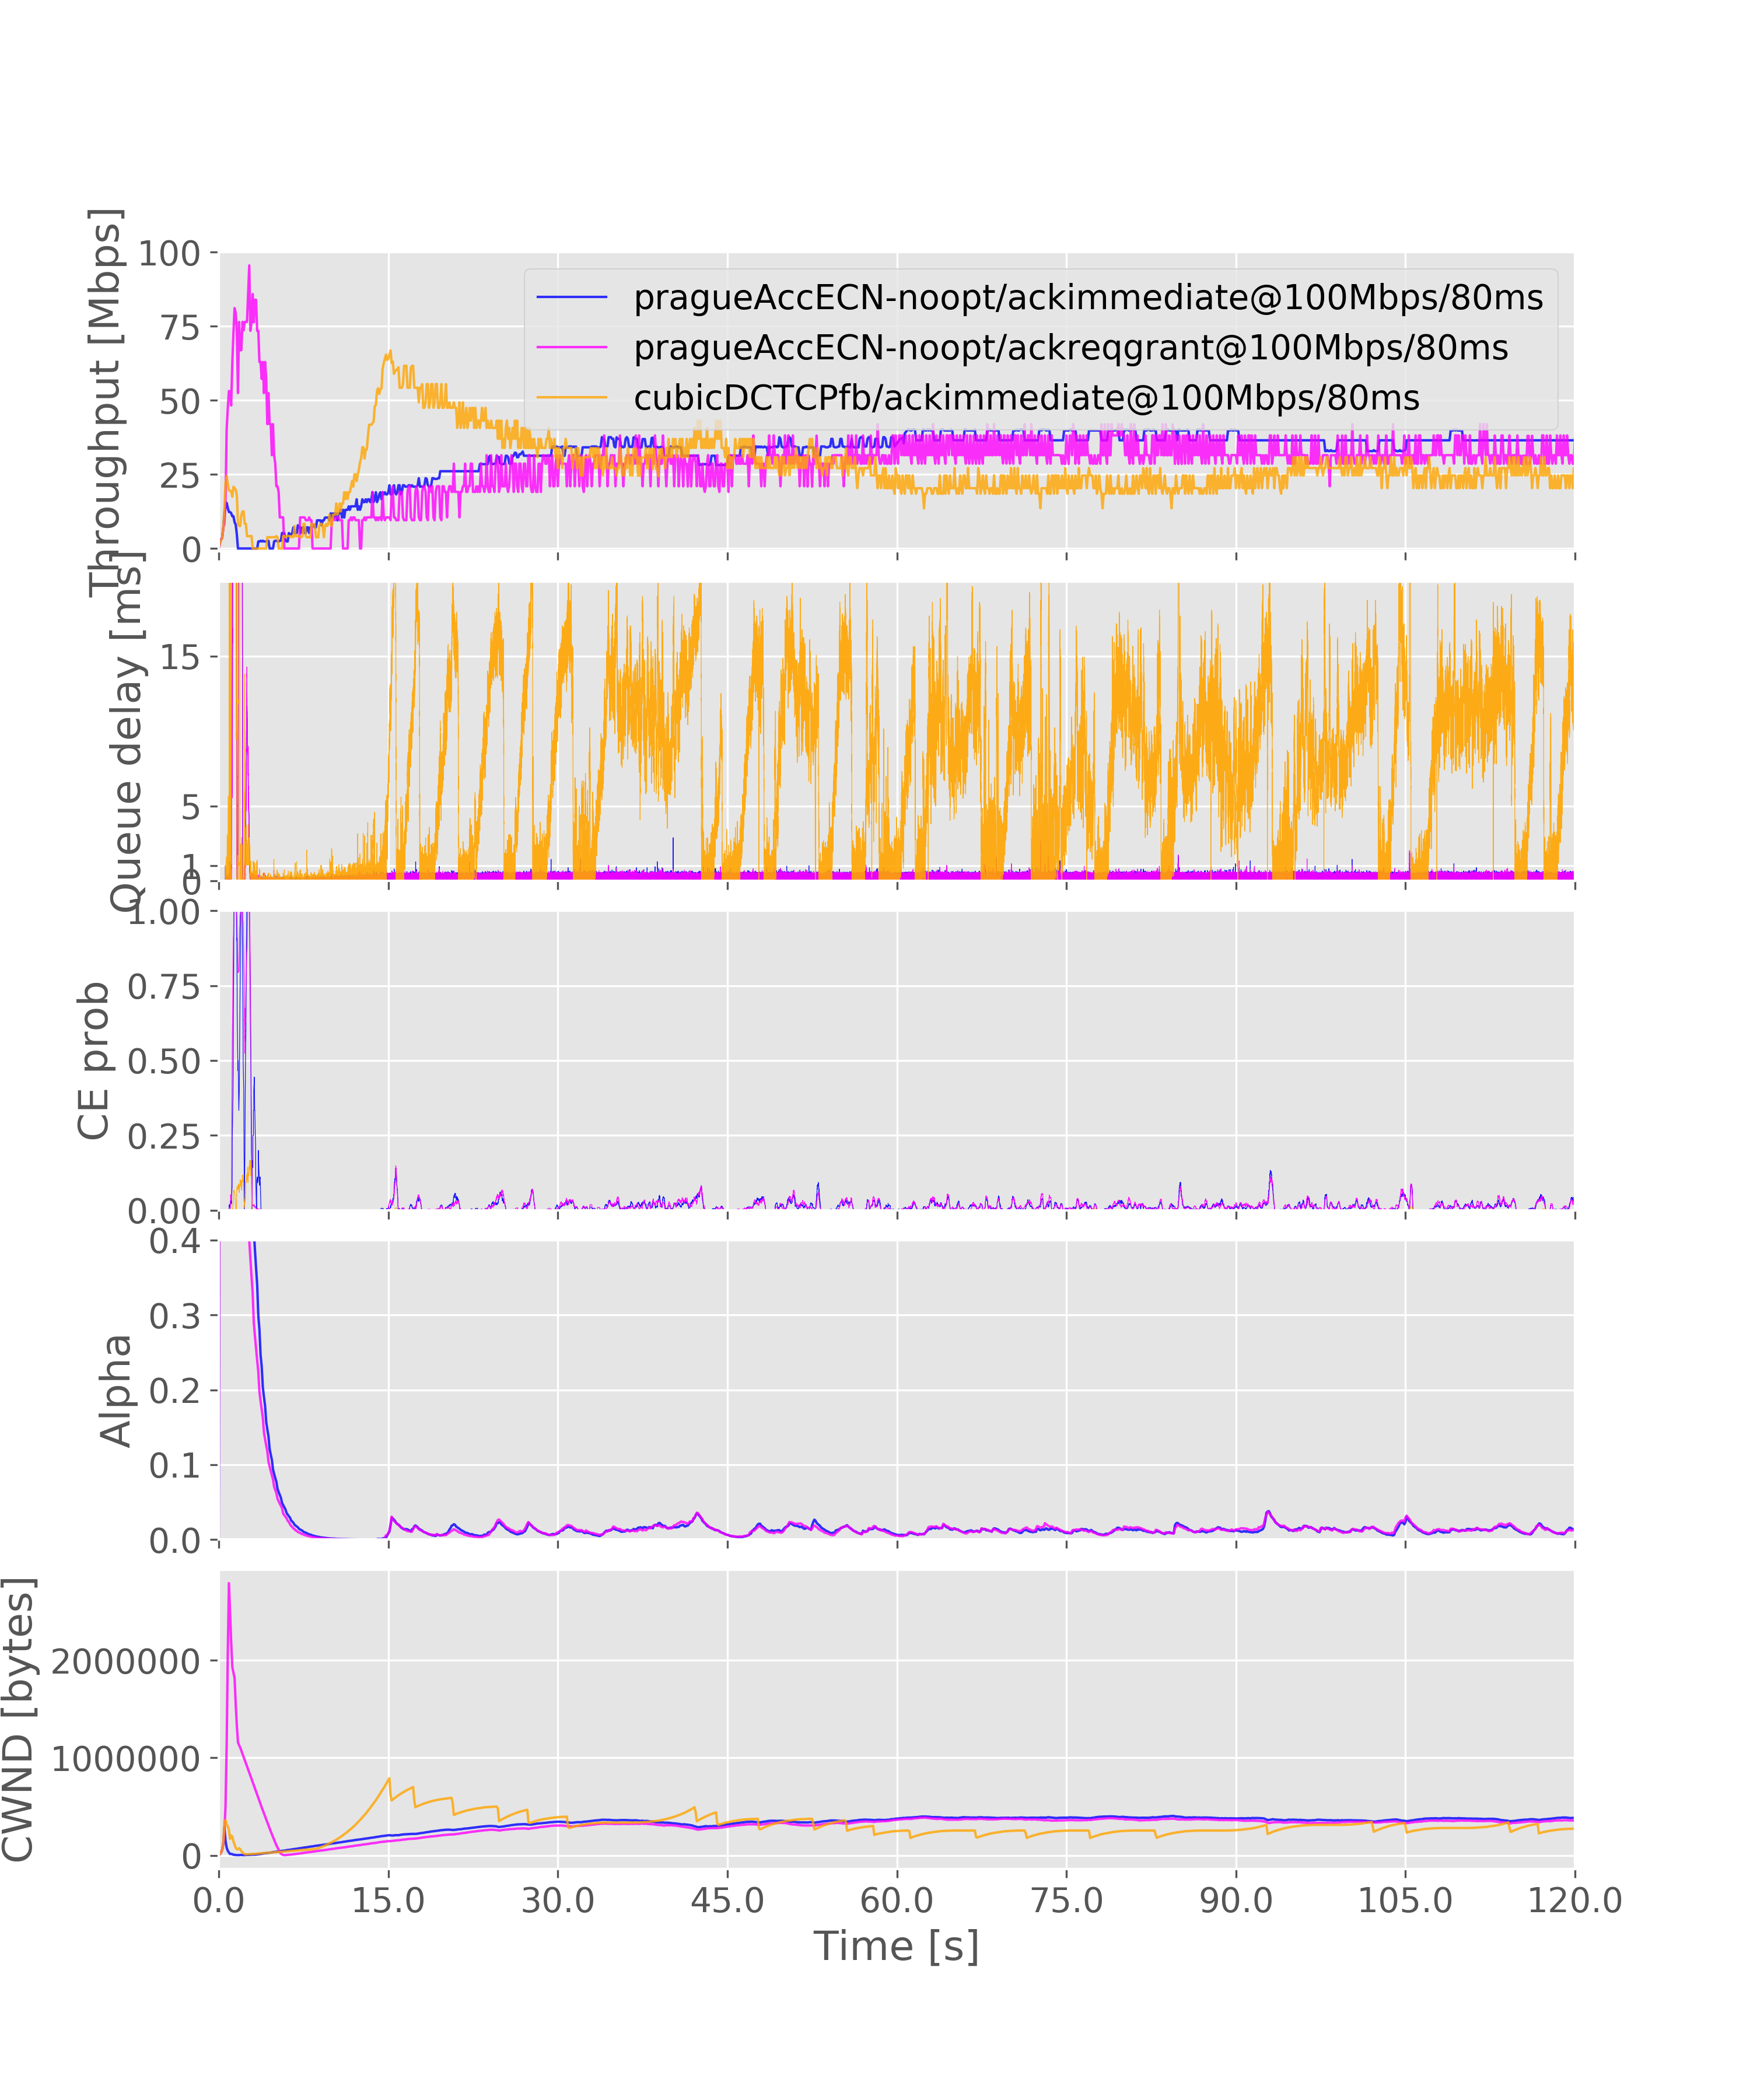 Throughput [Mbps]
100
75
50
25
0
pragueAccECN-noopt/ackimmediate@100Mbps/80ms
pragueAccECN-noopt/ackreqgrant@100Mbps/80ms
cubicDCTCPfb/ackimmediate@100Mbps/80ms
Queue delay [ms]
15
5
1
0
CE prob
1.00
0.75
0.50
0.25
0.00
Alpha
0.4
0.3
0.2
0.1
0.0
CWND [bytes]
2000000
1000000
0
0.0 15.0 30.0 45.0 60.0 75.0 90.0 105.0 120.0
Time [s]